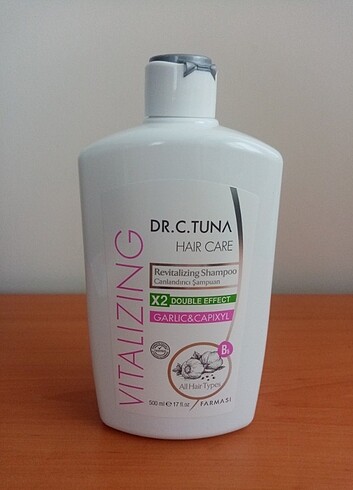 VITALIZING
DR.C.TUNA
HAIR CARE
Revitalizing Shampoo
Canlandırıcı Şampuan
X2 DOUBLE EFFECT
GARLIC&CAPIXYL
B5
All Hair Types
500 ml e 17 fl.oz
FARMASi